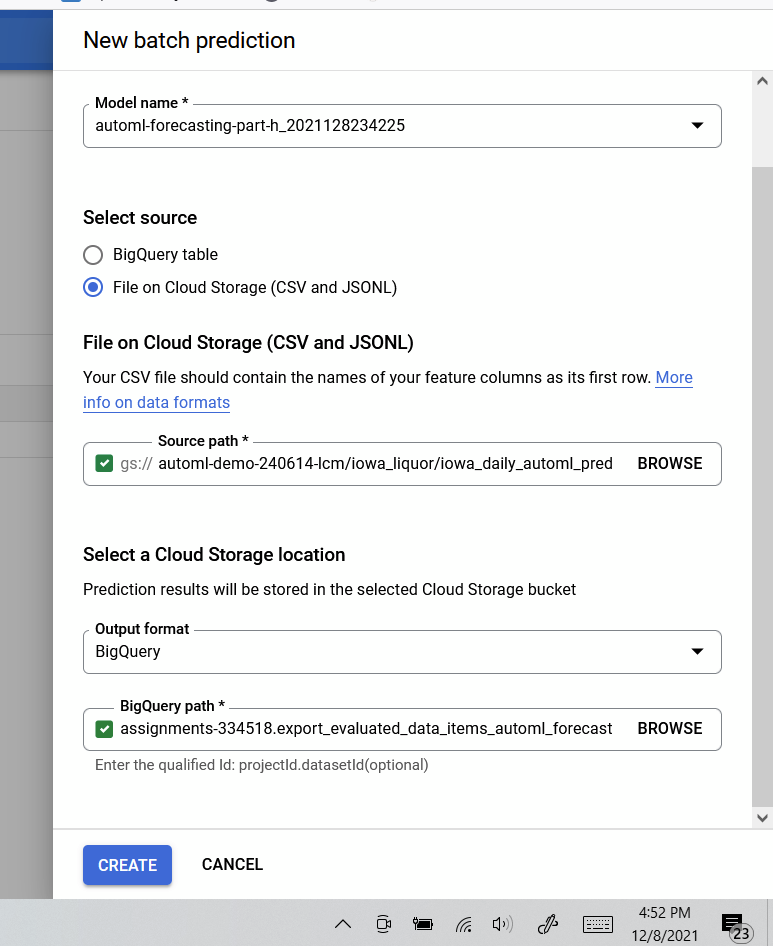 New batch prediction
Model name *
automl-forecasting-part-h_2021128234225
Select source
BigQuery table
File on Cloud Storage (CSV and JSONL)
File on Cloud Storage (CSV and JSONL)
Your CSV file should contain the names of your feature columns as its first row. More
info on data formats
Source path *
gs:// automl-demo-240614-lcm/iowa_liquor/iowa_daily_automl_pred BROWSE
Select a Cloud Storage location
Prediction results will be stored in the selected Cloud Storage bucket
Output format
BigQuery
BigQuery path *
assignments-334518.export_evaluated_data_items_automl_forecast BROWSE
Enter the qualified Id: projectId.datasetId(optional)
CREATE CANCEL
4:52 PM
12/8/2021
23